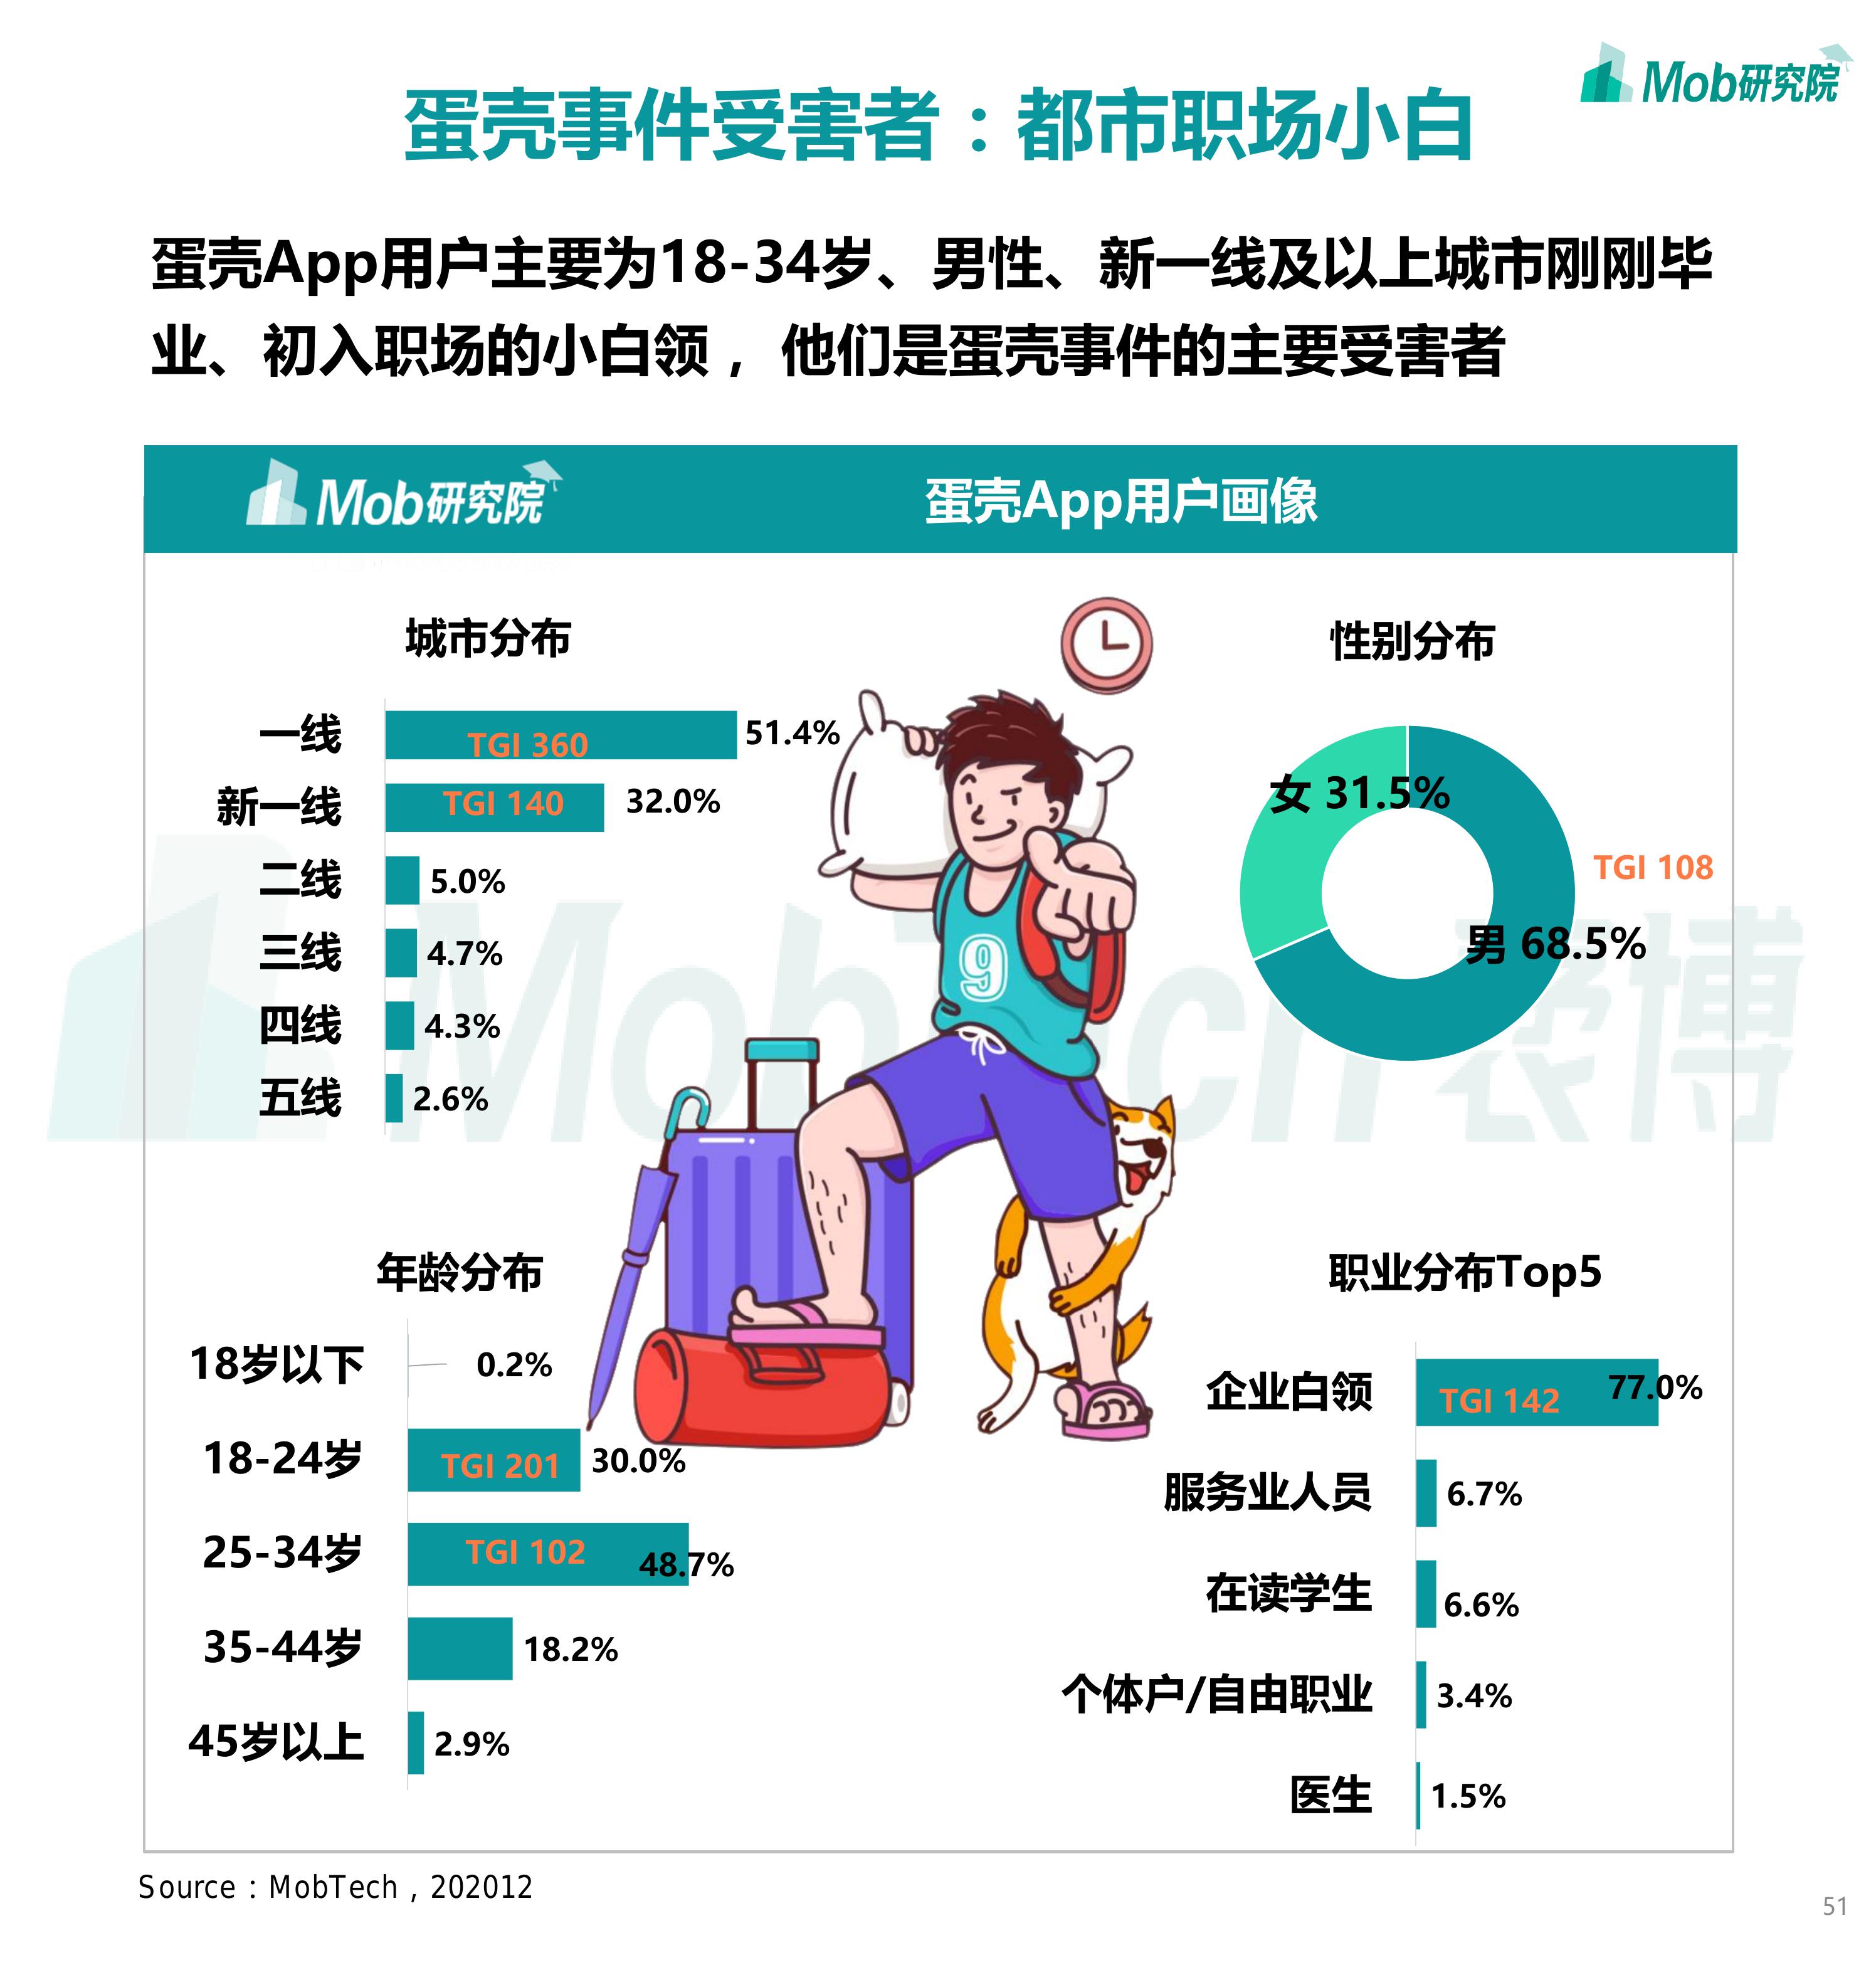 Mob研究院
蛋壳事件受害者：都市职场小白
蛋壳App用户主要为18-34岁、男性、新一线及以上城市刚刚毕
业、初入职场的小白领，他们是蛋壳事件的主要受害者
Mob研究院
蛋壳App用户画像
城市分布
一线 TGI 360 51.4%
新一线 TGI 140 32.0%
二线 5.0%
三线 4.7%
四线 4.3%
五线 2.6%
性别分布
女 31.5%
TGI 108
男 68.5%
9
MobTech 袤博
年龄分布
18岁以下 0.2%
18-24岁 TGI 201 30.0%
25-34岁 TGI 102 48.7%
35-44岁 18.2%
45岁以上 2.9%
职业分布Top5
企业白领 TGI 142 77.0%
服务业人员 6.7%
在读学生 6.6%
个体户/自由职业 3.4%
医生 1.5%
Source：MobTech，202012
51